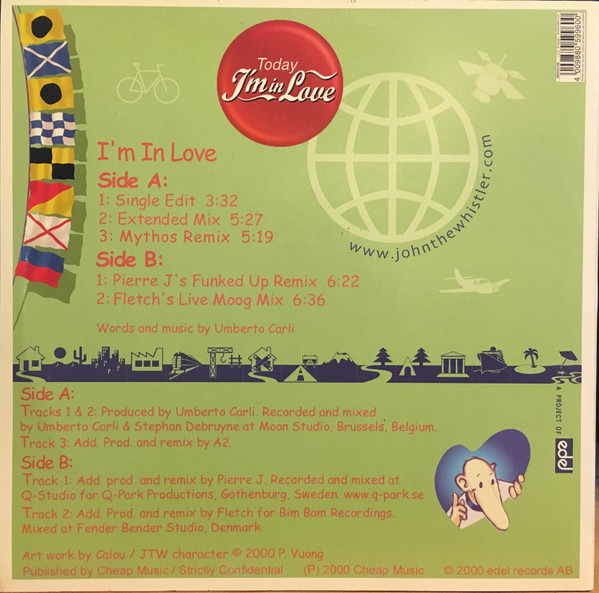 Today
I'm in Love
4 009880 599600
www.johnthewhistler.com
I'm In Love
Side A:
1: Single Edit 3:32
2: Extended Mix 5:27
3: Mythos Remix 5:19
Side B:
1: Pierre J's Funked Up Remix 6:22
2: Fletch's Live Moog Mix 6:36
Words and music by Umberto Carli
A PROJECT OF
edel
Side A:
Tracks 1 & 2: Produced by Umberto Carli. Recorded and mixed
by Umberto Carli & Stephan Debruyne at Moon Studio, Brussels, Belgium.
Track 3: Add. Prod. and remix by A2.
Side B:
Track 1: Add. prod. and remix by Pierre J. Recorded and mixed at
Q-Studio for Q-Park Productions, Gothenburg, Sweden. www.q-park.se
Track 2: Add. Prod. and remix by Fletch for Bim Bam Recordings.
Mixed at Fender Bender Studio, Denmark.
Art work by Calou / JTW character © 2000 P. Vuong
Published by Cheap Music / Strictly Confidential (P) 2000 Cheap Music © 2000 edel records AB